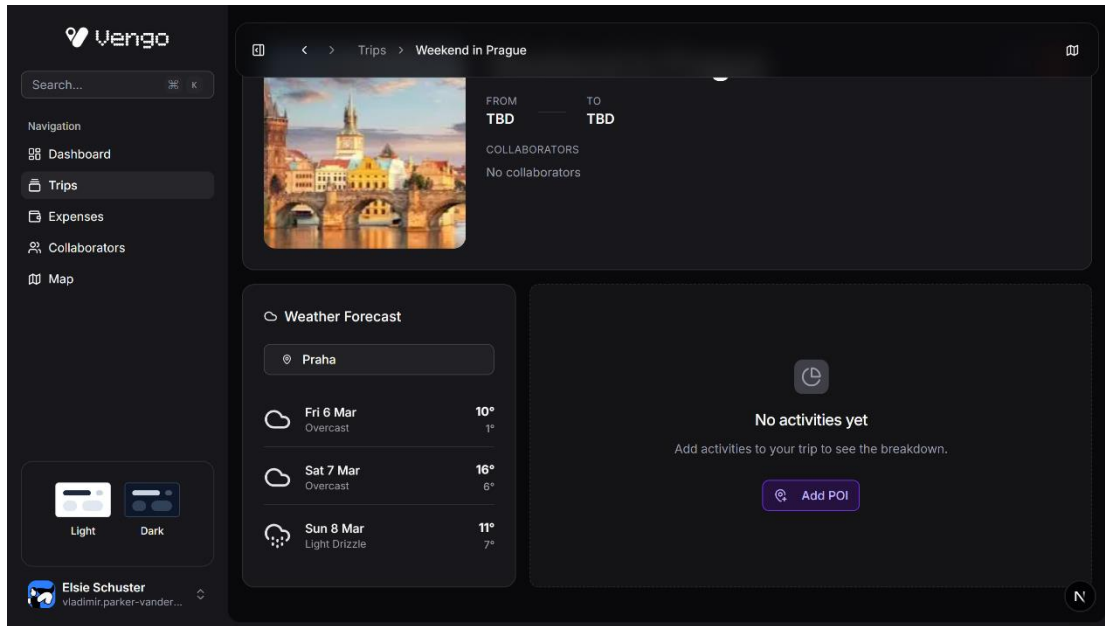 Vengo
Search... ⌘ K
Navigation
Dashboard
Trips
Expenses
Collaborators
Map
Light Dark
Elsie Schuster
vladimir.parker-vander...
Trips > Weekend in Prague
FROM TO
TBD TBD
COLLABORATORS
No collaborators
Weather Forecast
Praha
Fri 6 Mar 10°
Overcast 1°
Sat 7 Mar 16°
Overcast 6°
Sun 8 Mar 11°
Light Drizzle 7°
No activities yet
Add activities to your trip to see the breakdown.
Add POI
N